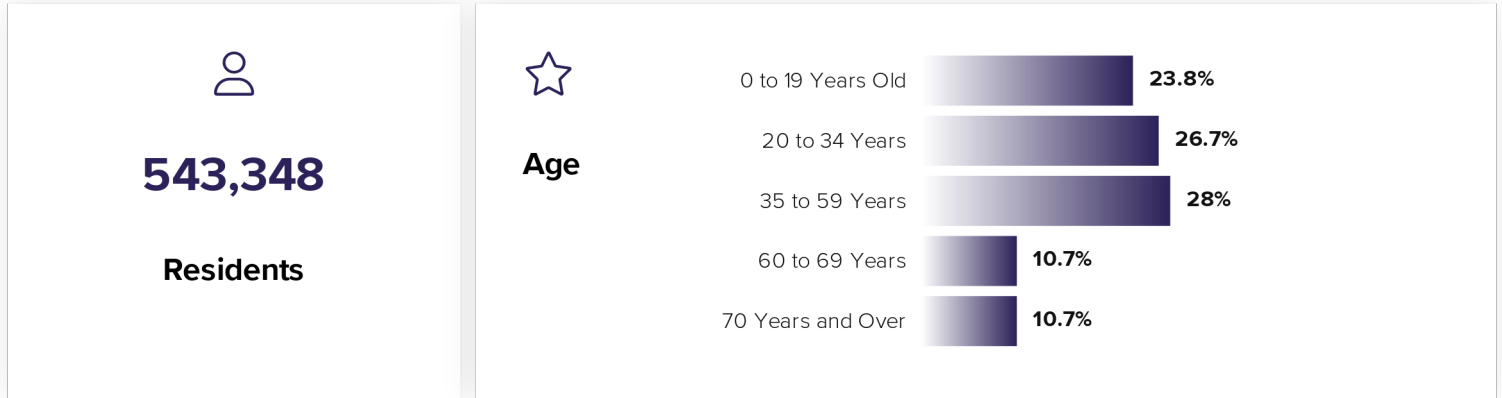 543,348
Residents
Age
0 to 19 Years Old 23.8%
20 to 34 Years 26.7%
35 to 59 Years 28%
60 to 69 Years 10.7%
70 Years and Over 10.7%